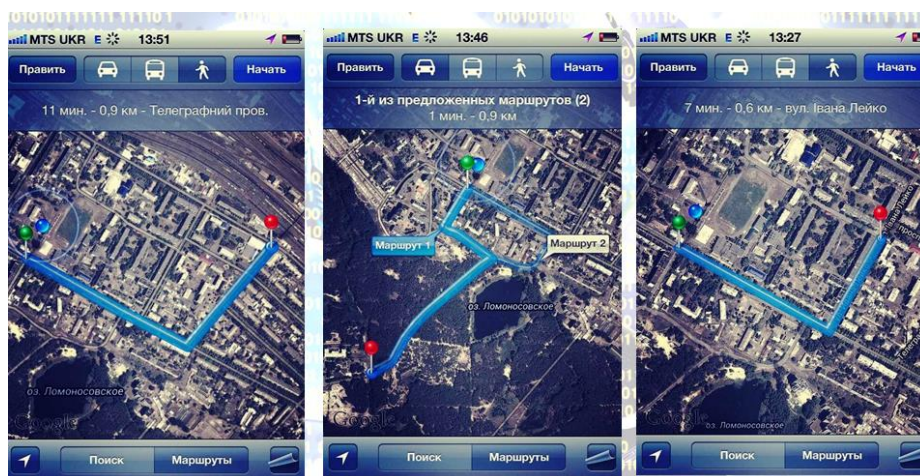 MTS UKR E 13:51
Править
Начать
11 мин. - 0,9 км - Телеграфний пров.
оз. Ломоносовское
Google
Поиск
Маршруты
MTS UKR E 13:46
Править
Начать
1-й из предложенных маршрутов (2)
1 мин. - 0,9 км
Маршрут 1
Маршрут 2
оз. Ломоносовское
Google
Поиск
Маршруты
MTS UKR E 13:27
Править
Начать
7 мин. - 0,6 км - вул. Івана Лейко
оз. Ломоносовское
Google
Поиск
Маршруты